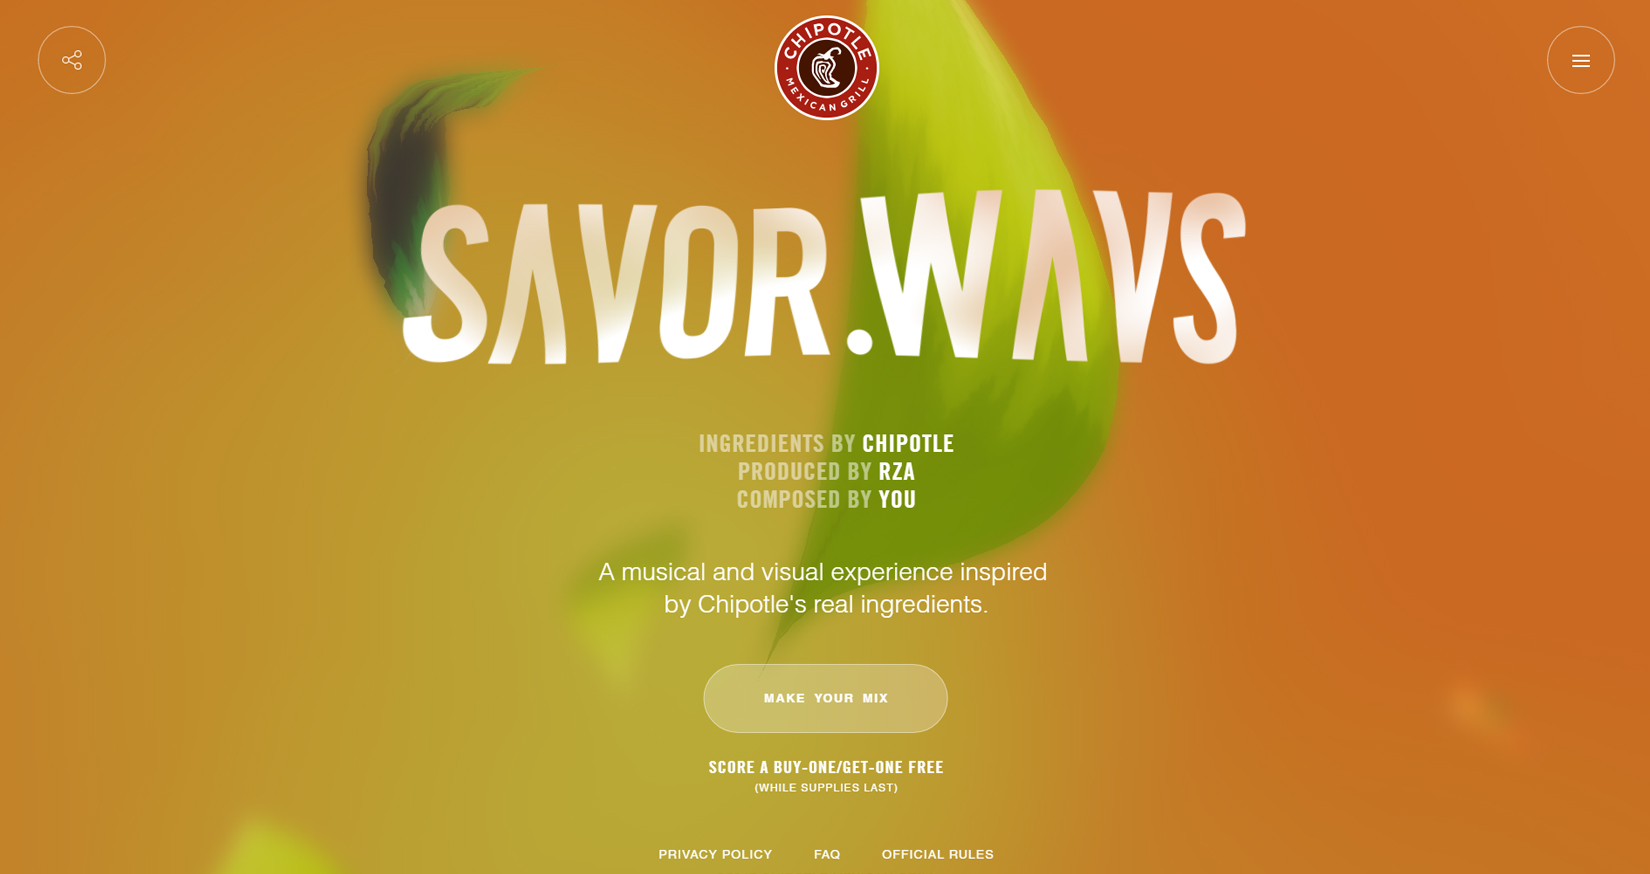 CHIPOTLE
MEXICAN GRILL
SAVOR.WAVS
INGREDIENTS BY CHIPOTLE
PRODUCED BY RZA
COMPOSED BY YOU
A musical and visual experience inspired
by Chipotle's real ingredients.
MAKE YOUR MIX
SCORE A BUY-ONE/GET-ONE FREE
(WHILE SUPPLIES LAST)
PRIVACY POLICY FAQ OFFICIAL RULES